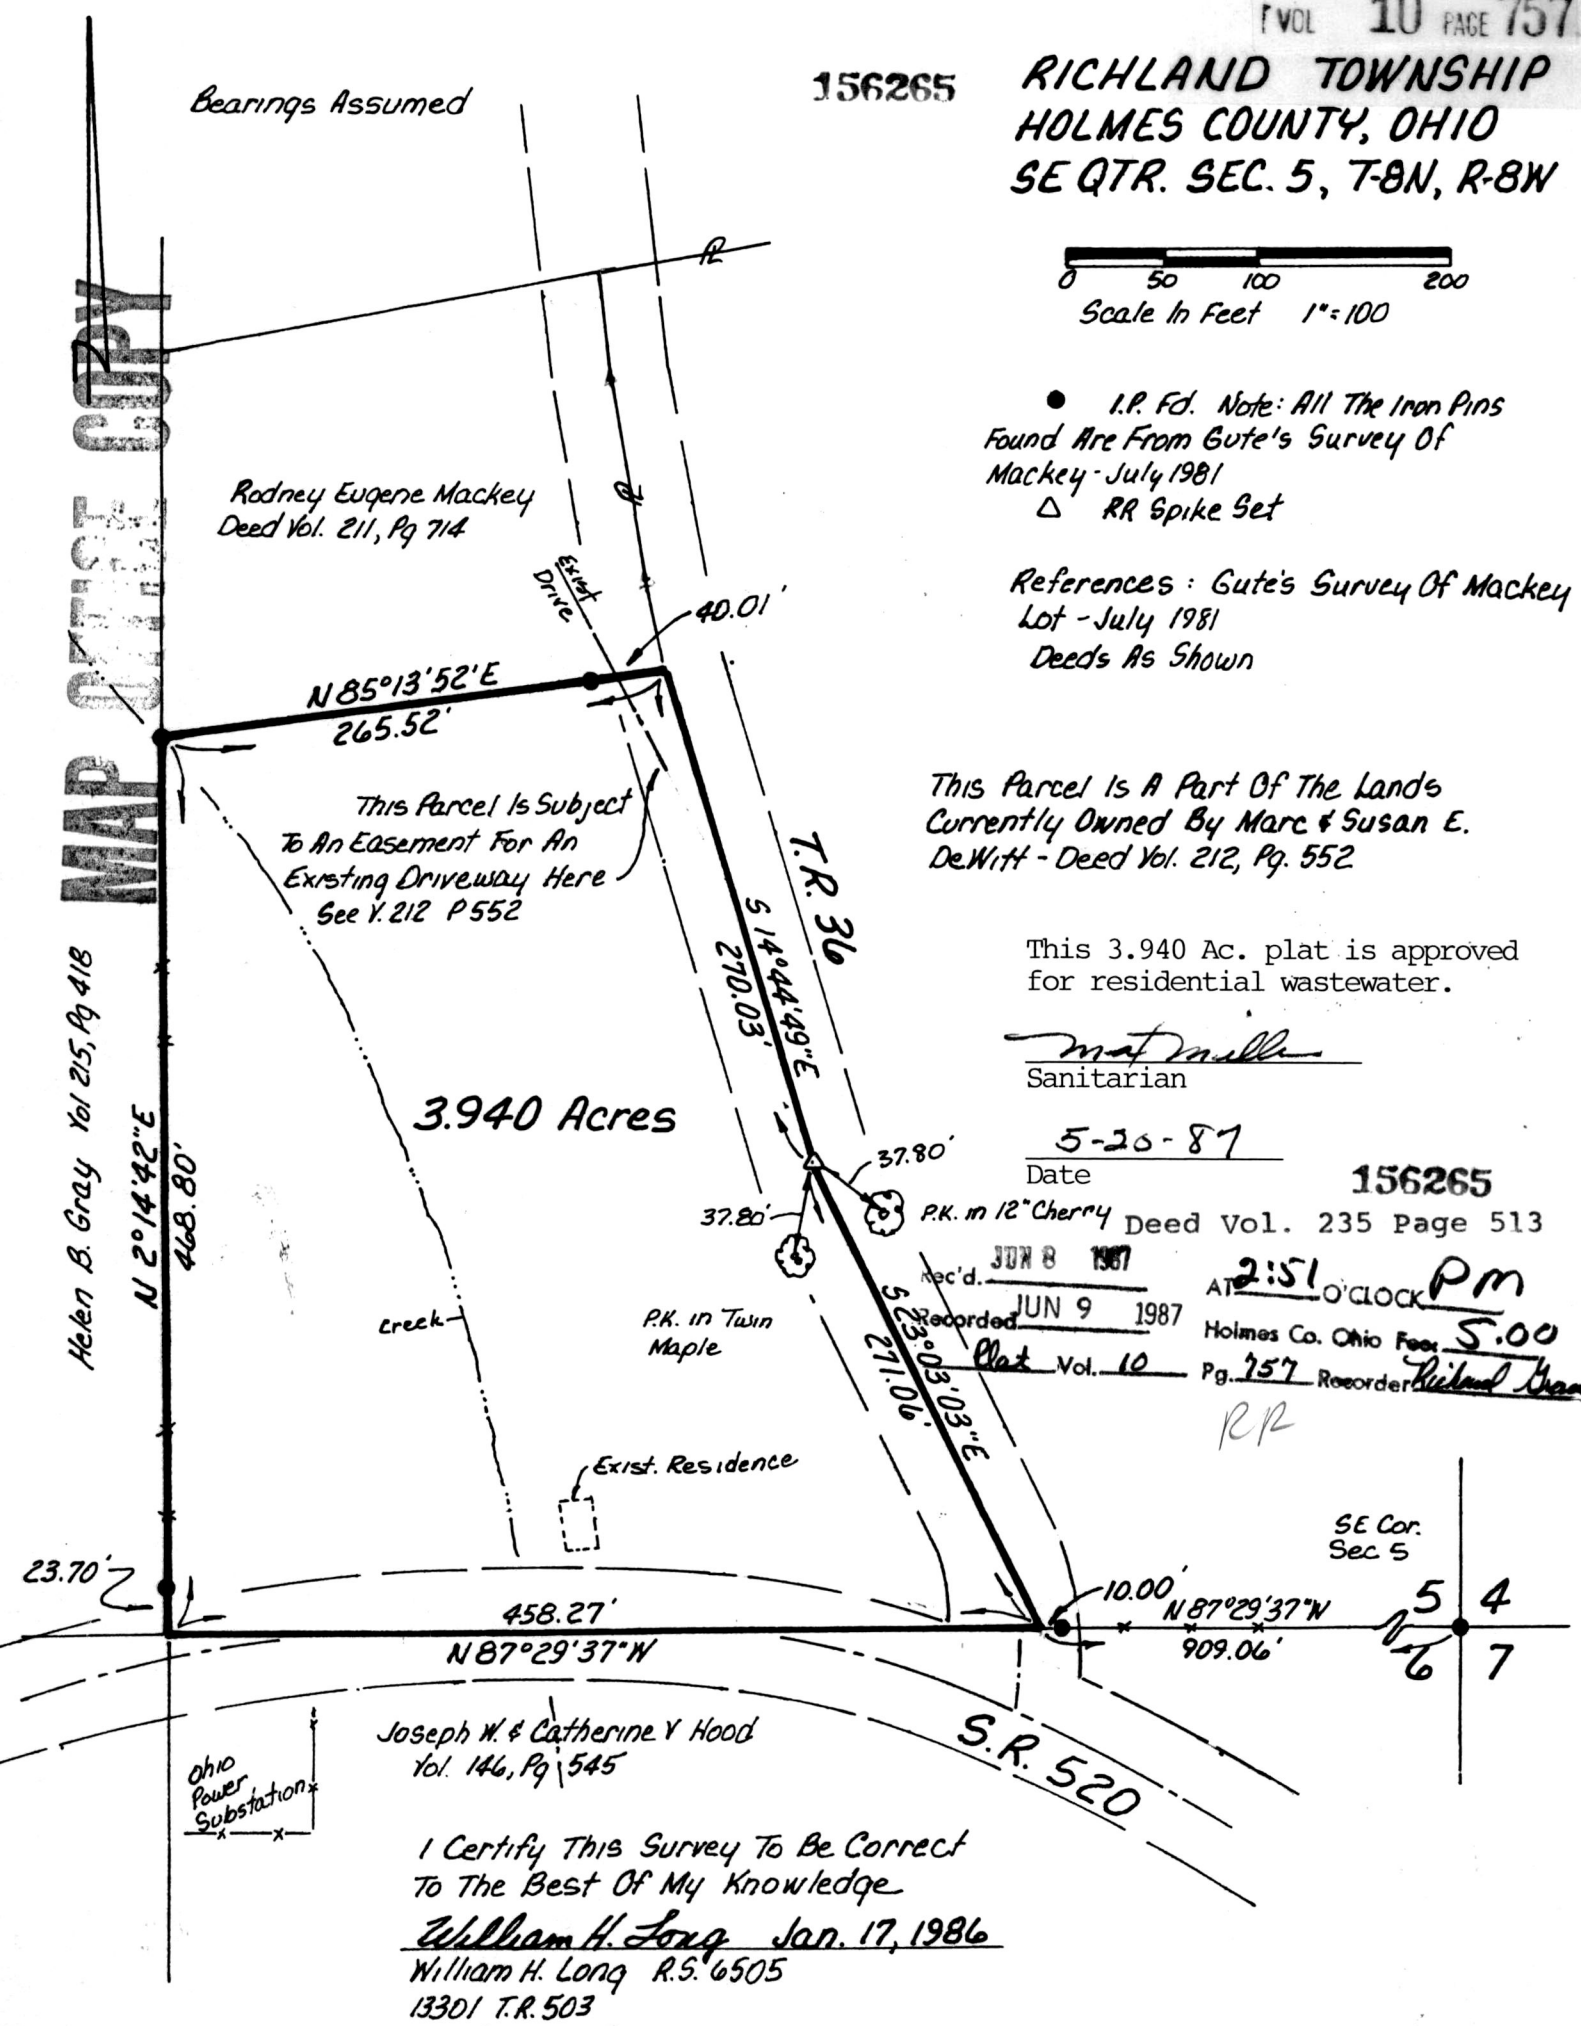 VOL 10 PAGE 757
156265
RICHLAND TOWNSHIP
HOLMES COUNTY, OHIO
SE QTR. SEC. 5, T-8N, R-8W
Bearings Assumed
0 50 100 200
Scale In Feet 1"=100
I.P. Fd. Note: All The Iron Pins
Found Are From Gute's Survey Of
Mackey - July 1981
△ RR Spike Set
References: Gute's Survey Of Mackey
Lot - July 1981
Deeds As Shown
MAP OFFICE COPY
Rodney Eugene Mackey
Deed Vol. 211, Pg 714
Exist
Drive
40.01'
N 85°13'52"E
265.52'
This Parcel Is Subject
To An Easement For An
Existing Driveway Here
See V. 212 P 552
T.R. 36
This Parcel Is A Part Of The Lands
Currently Owned By Marc & Susan E.
DeWitt - Deed Vol. 212, Pg. 552
S 14°44'49"E
270.03'
This 3.940 Ac. plat is approved
for residential wastewater.
Mat Miller
Sanitarian
5-20-87
Date
3.940 Acres
Helen B. Gray Vol 215, Pg 418
N 2°14'42"E
468.80'
37.80'
37.80'
P.K. in 12" Cherry
P.K. in Twin
Maple
156265
Deed Vol. 235 Page 513
Rec'd. JUN 8 1987 AT 2:51 O'CLOCK PM
Recorded JUN 9 1987 Holmes Co. Ohio Fee 5.00
Plat Vol. 10 Pg. 757 Recorder Richard
RR
S 23°03'03"E
271.06'
creek
Exist. Residence
SE Cor.
Sec 5
23.70'
458.27'
N 87°29'37"W
10.00'
N 87°29'37"W
909.06'
5 4
6 7
Joseph W. & Catherine V Hood
Vol. 146, Pg 545
S.R. 520
Ohio
Power
Substation
I Certify This Survey To Be Correct
To The Best Of My Knowledge
William H. Long Jan. 17, 1986
William H. Long R.S. 6505
13301 T.R. 503